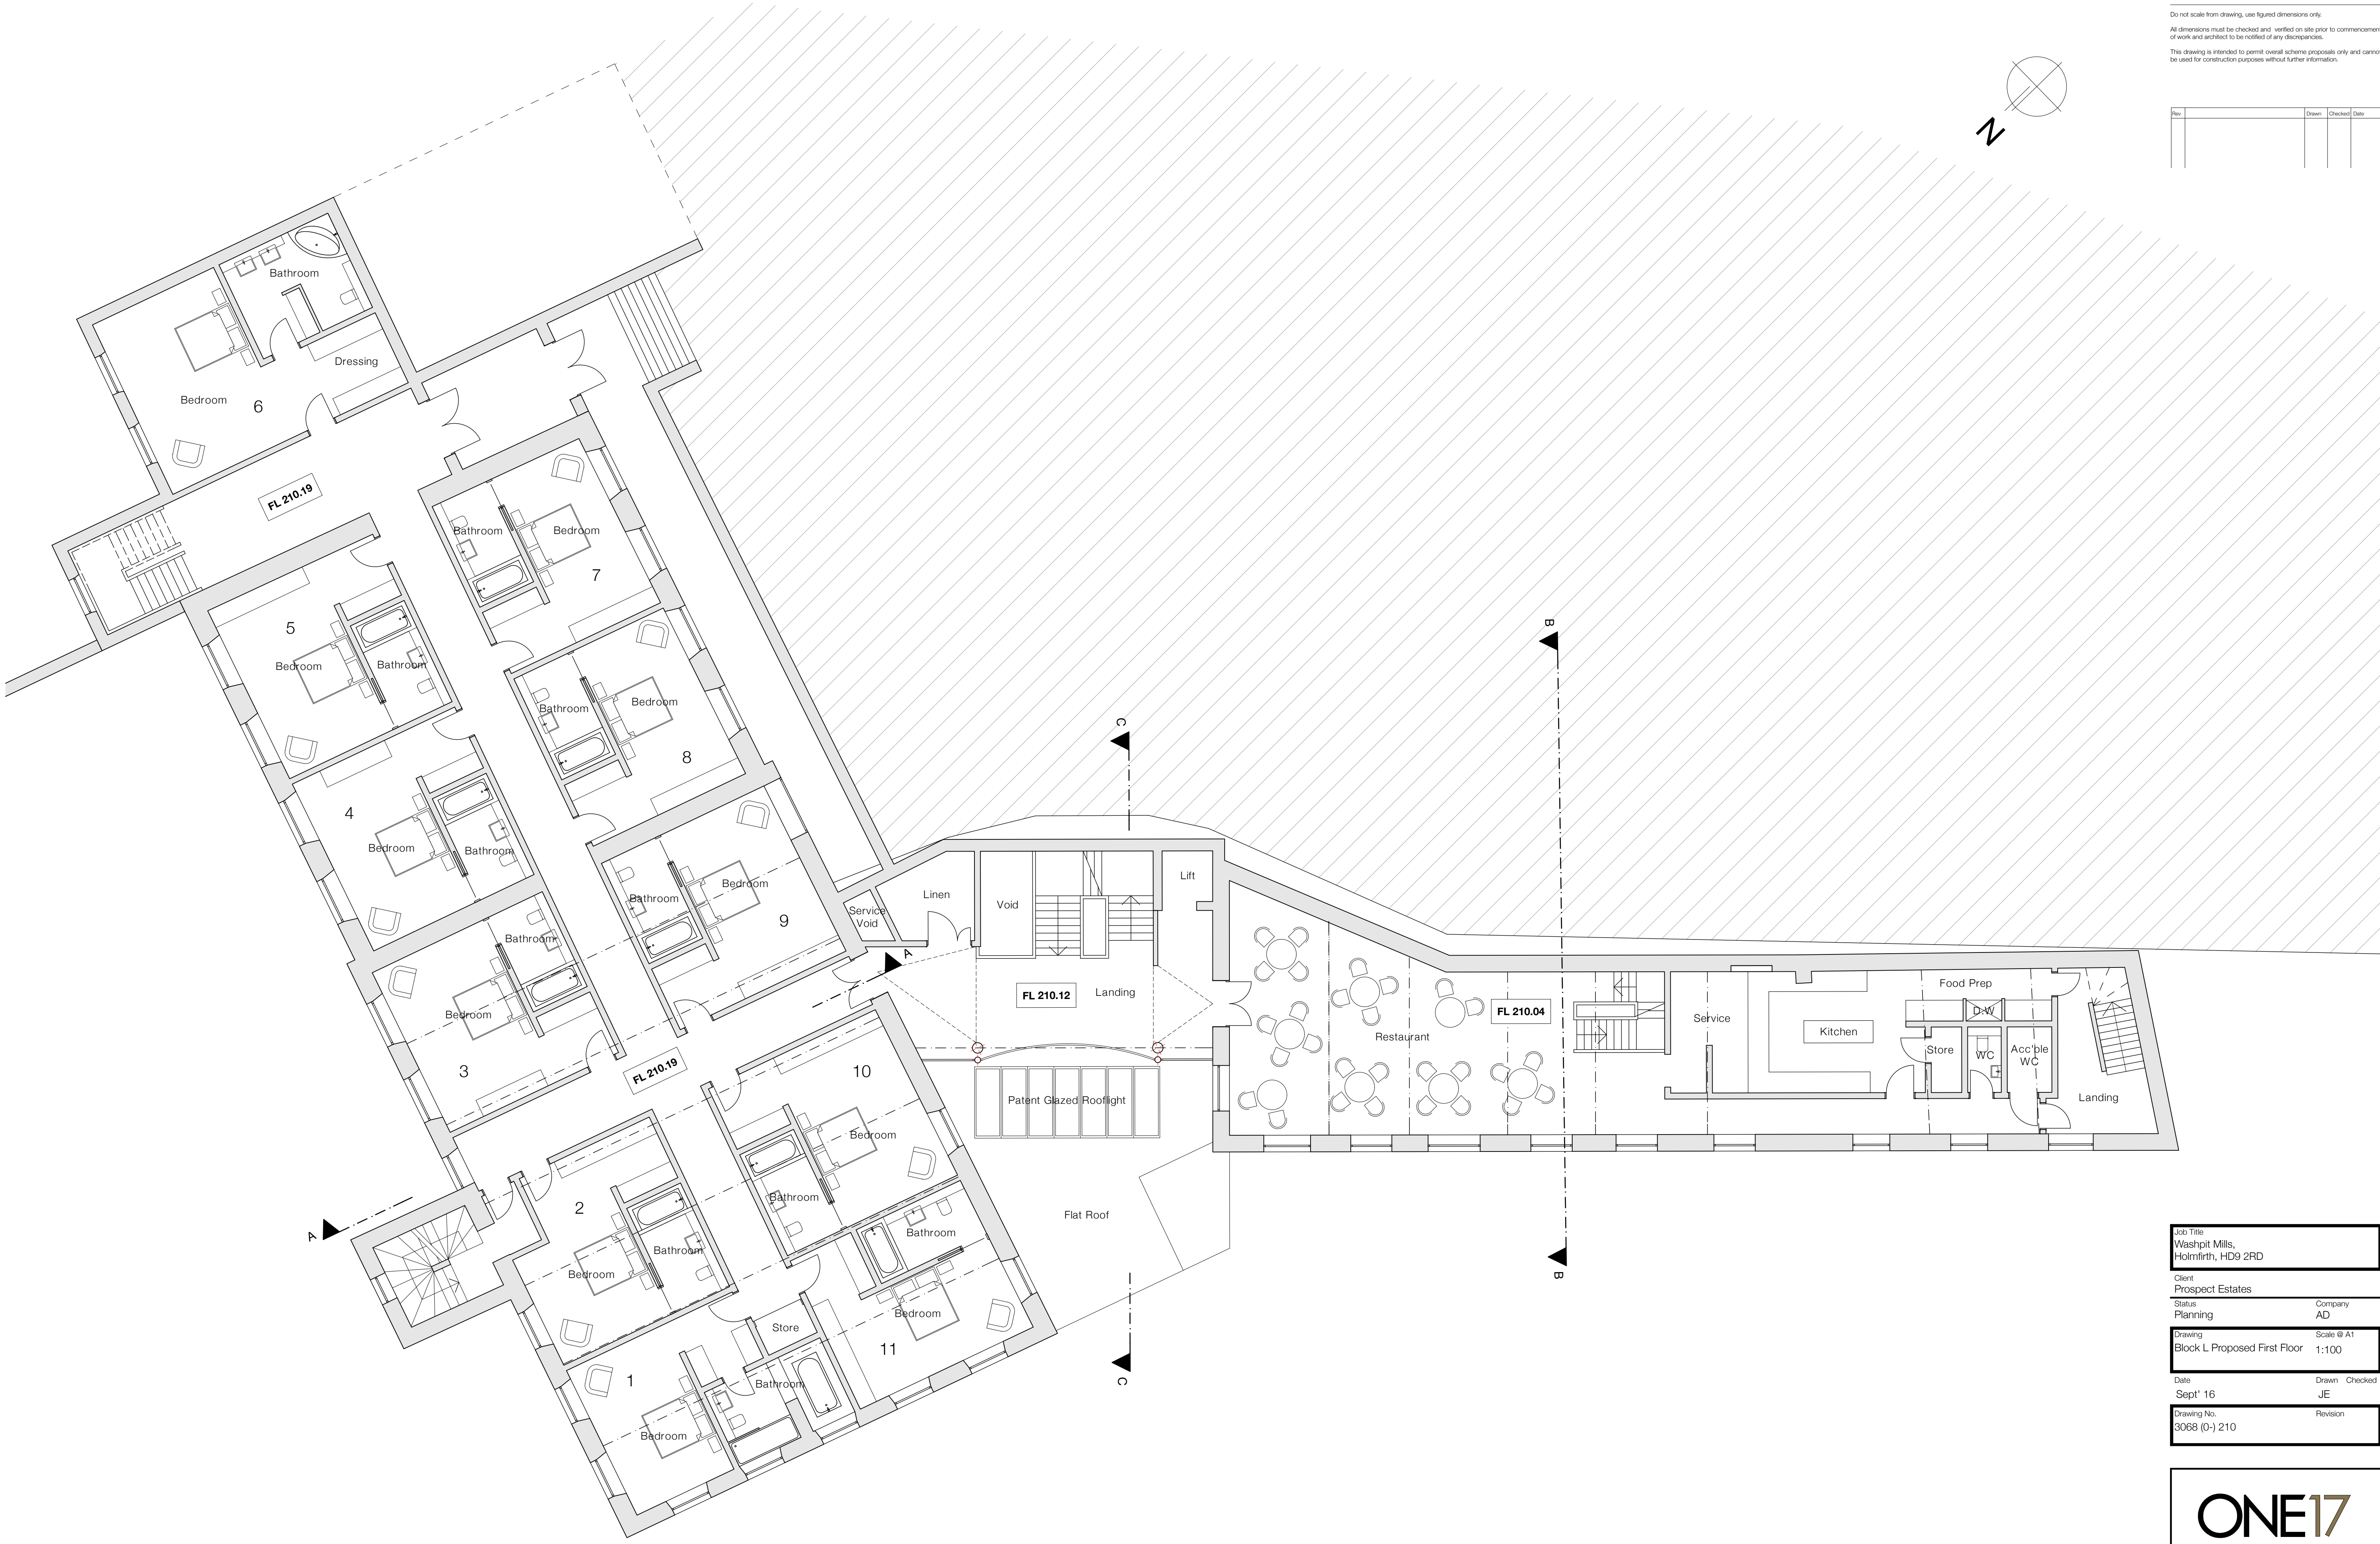 Do not scale from drawing, use figured dimensions only.
All dimensions must be checked and verified on site prior to commencement
of work and architect to be notified of any discrepancies.
This drawing is intended to permit overall scheme proposals only and
be used for construction purposes without further information.
Rev Drawn Checked Date
N
Bathroom
Dressing
Bedroom
6
FL 210.19
Bathroom
Bedroom
7
5
Bedroom
Bathroom
Bathroom
Bedroom
8
4
Bedroom
Bathroom
Bathroom
Bedroom
9
Bathroom
Bedroom
3
FL 210.19
10
Bedroom
Bathroom
2
Bedroom
Bathroom
Bathroom
Bedroom
11
Store
1
Bathroom
Bedroom
A
A
B
B
C
C
Service
Void
Linen
Void
Lift
FL 210.12
Landing
Patent Glazed Rooflight
Flat Roof
Restaurant
FL 210.04
Service
Kitchen
Food Prep
D.W
Store
WC
Acc'ble
WC
Landing
Job Title
Washpit Mills,
Holmfirth, HD9 2RD
Client
Prospect Estates
Status Company
Planning AD
Drawing Scale @ A1
Block L Proposed First Floor 1:100
Date Drawn Checked
Sept' 16 JE
Drawing No. Revision
3068 (0-) 210
ONE17